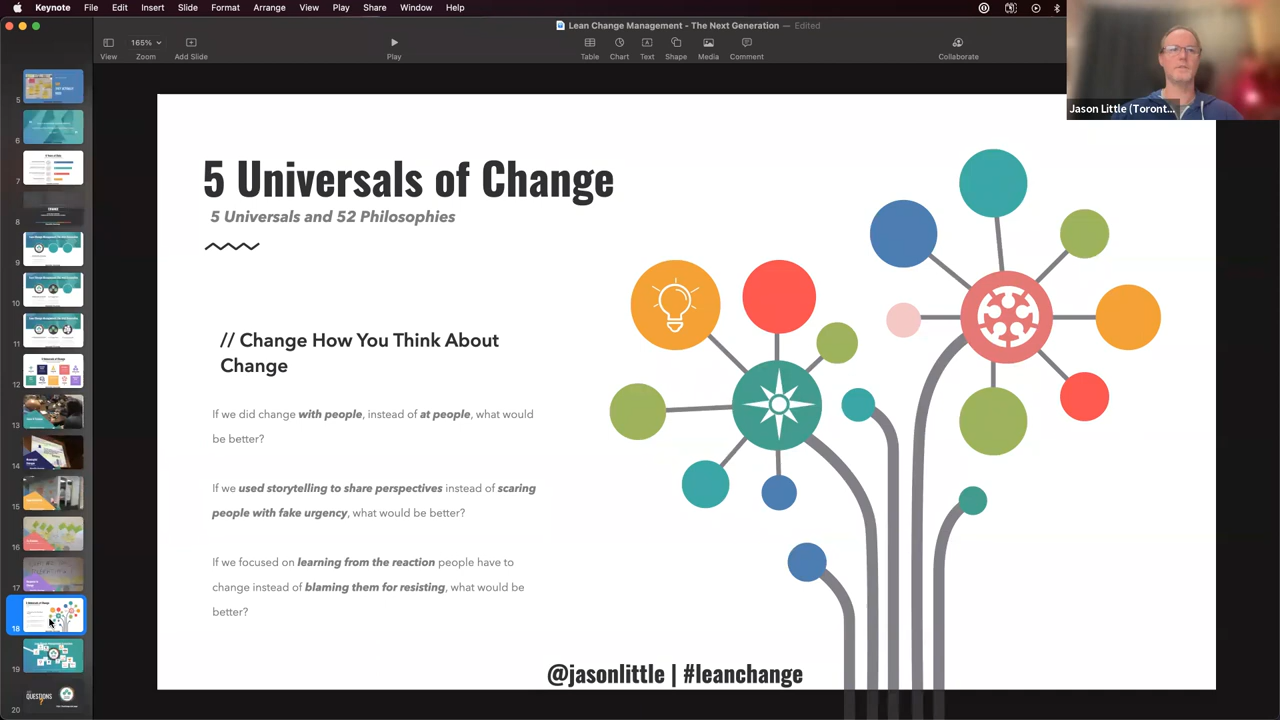 Keynote File Edit Insert Slide Format Arrange View Play Share Window Help
Lean Change Management - The Next Generation — Edited
165%
View Zoom Add Slide Play Table Chart Text Shape Media Comment Collaborate
Jason Little (Toront...
5 Universals of Change
5 Universals and 52 Philosophies
// Change How You Think About
Change
If we did change with people, instead of at people, what would
be better?
If we used storytelling to share perspectives instead of scaring
people with fake urgency, what would be better?
If we focused on learning from the reaction people have to
change instead of blaming them for resisting, what would be
better?
@jasonlittle | #leanchange
5
6
7
8
9
10
11
12
13
14
15
16
17
18
19
QUESTIONS
20